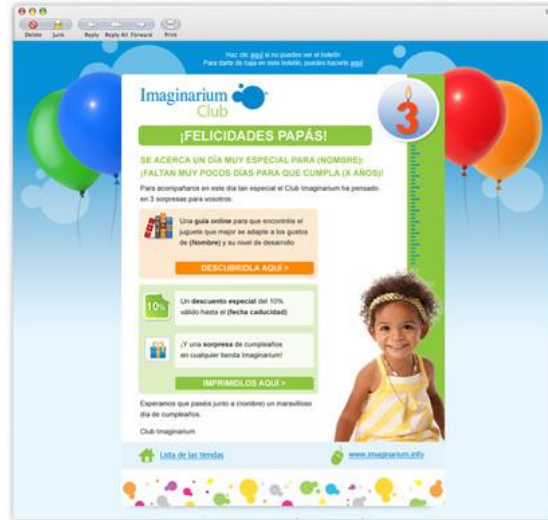 Delete Junk Reply Reply All Forward Print
Haz clic aquí si no puedes ver el boletín
Para darte de baja en este boletín, puedes hacerlo aquí
Imaginarium
Club
3
¡FELICIDADES PAPÁS!
SE ACERCA UN DÍA MUY ESPECIAL PARA (NOMBRE):
¡FALTAN MUY POCOS DÍAS PARA QUE CUMPLA (X AÑOS)!
Para acompañaros en este día tan especial el Club Imaginarium ha pensado
en 3 sorpresas para vosotros:
Una guía online para que encontréis el
juguete que mejor se adapte a los gustos
de (Nombre) y su nivel de desarrollo
DESCUBRIDLA AQUÍ >
10%
Un descuento especial del 10%
válido hasta el (fecha caducidad)
¡Y una sorpresa de cumpleaños
en cualquier tienda Imaginarium!
IMPRIMIDLOS AQUÍ >
Esperamos que paséis junto a (nombre) un maravilloso
día de cumpleaños.
Club Imaginarium
Lista de las tiendas
www.imaginarium.info